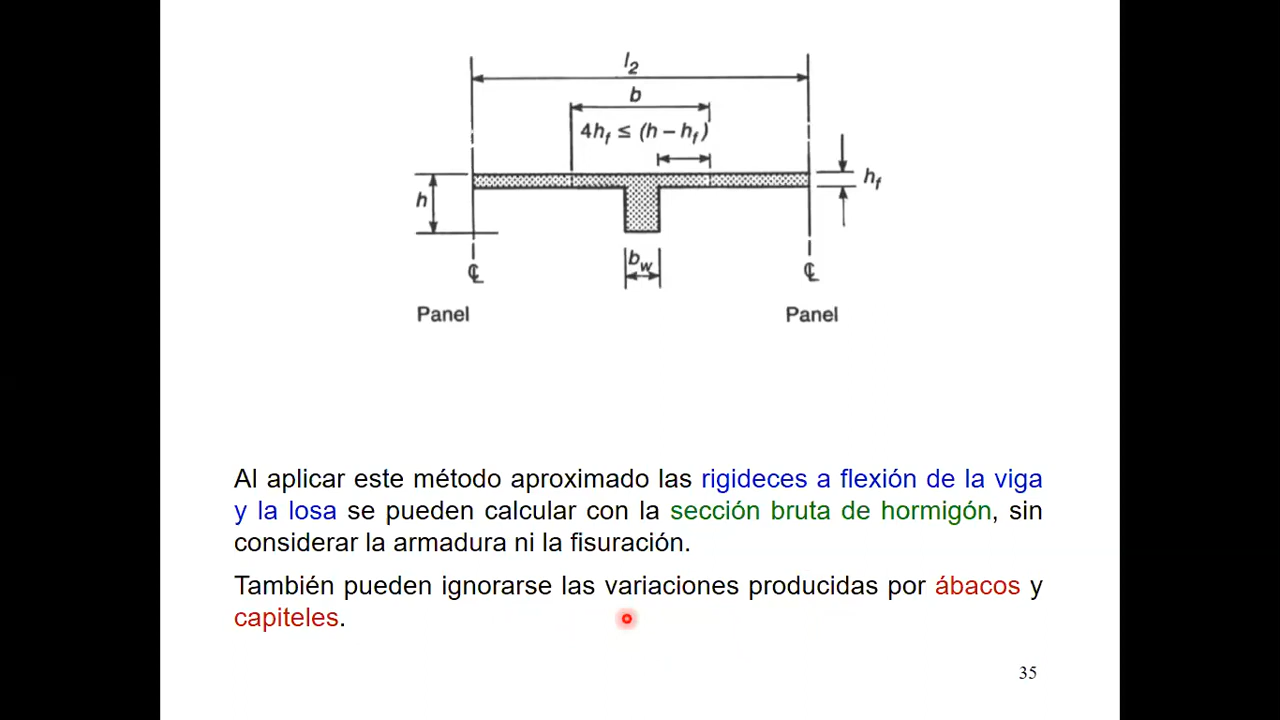 l2
b
4hf ≤ (h – hf)
hf
h
bw
℄ ℄
Panel Panel
Al aplicar este método aproximado las rigideces a flexión de la viga
y la losa se pueden calcular con la sección bruta de hormigón, sin
considerar la armadura ni la fisuración.
También pueden ignorarse las variaciones producidas por ábacos y
capiteles.
35